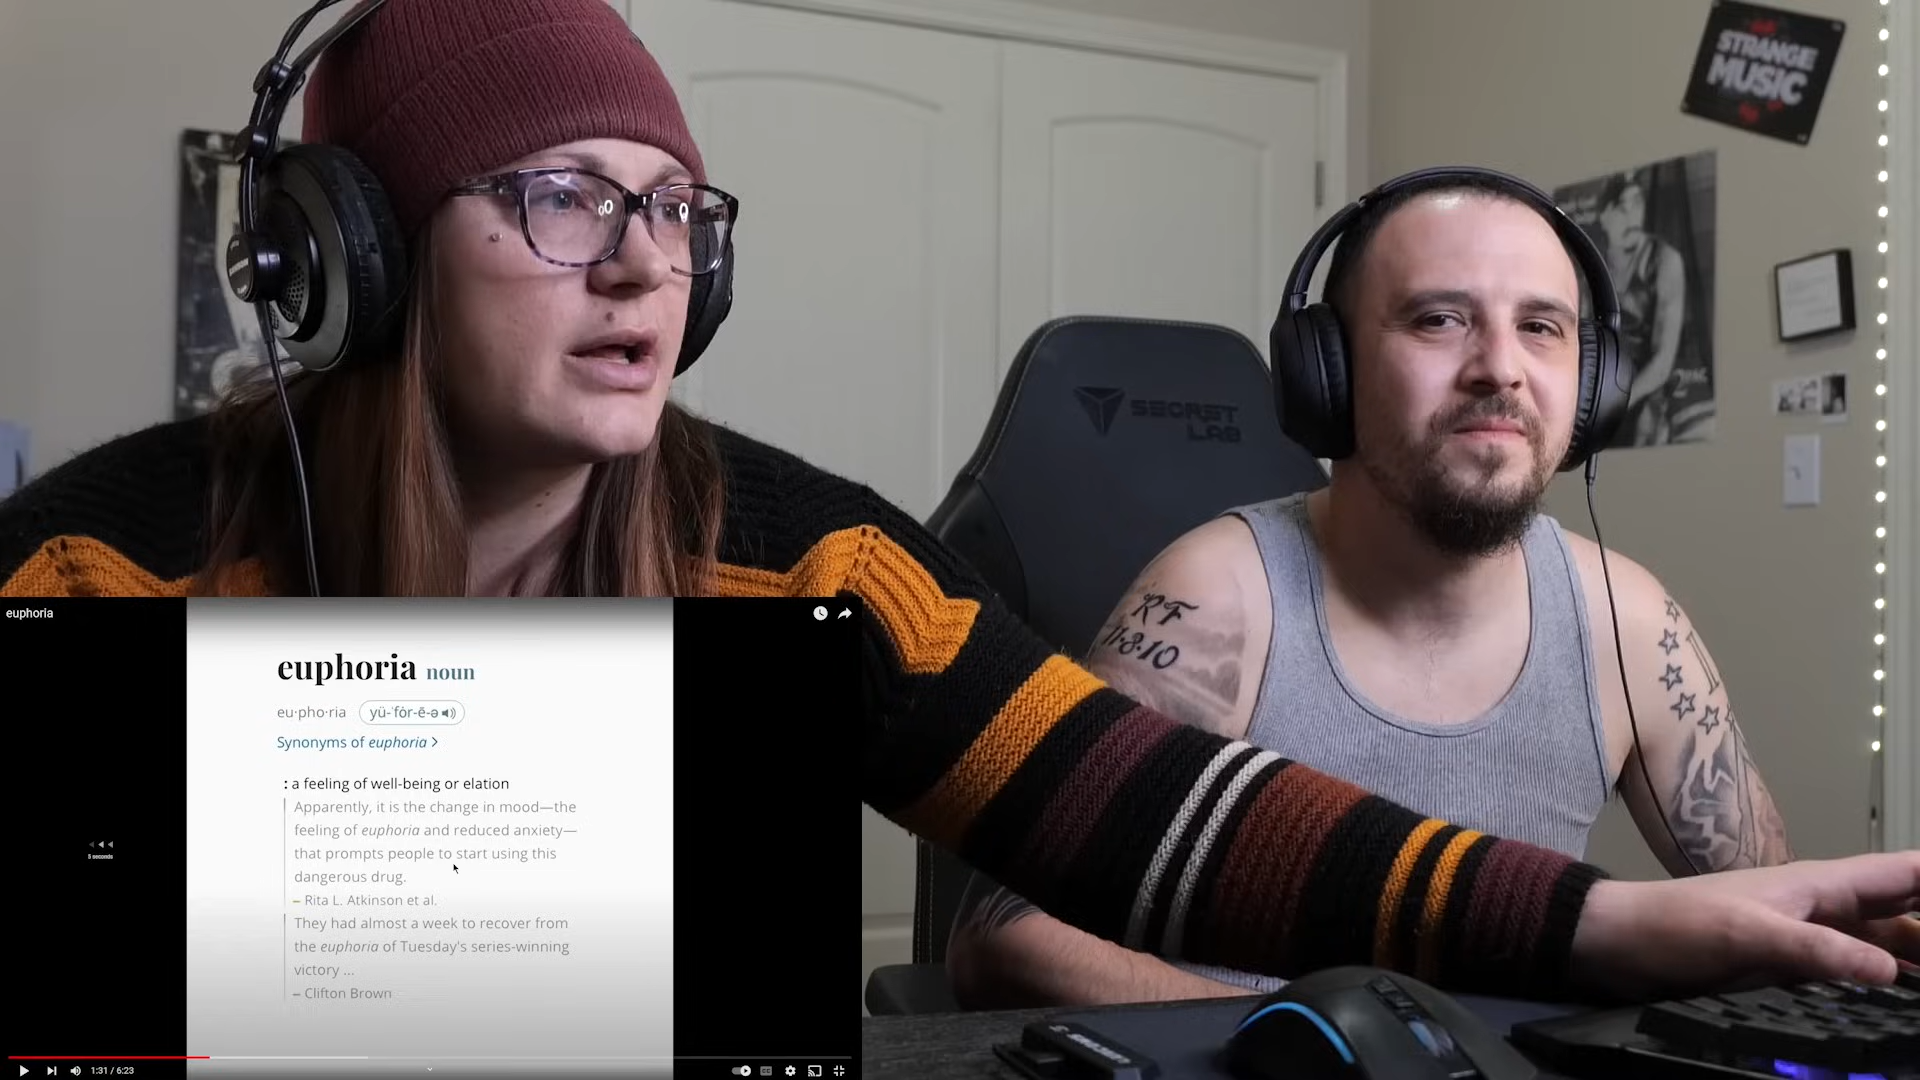 STRANGE
MUSIC
SECRET
LAB
RF
11·8·10
euphoria
euphoria noun
eu·pho·ria yü-ˈfȯr-ē-ə
Synonyms of euphoria >
: a feeling of well-being or elation
Apparently, it is the change in mood—the
feeling of euphoria and reduced anxiety—
that prompts people to start using this
dangerous drug.
– Rita L. Atkinson et al.
They had almost a week to recover from
the euphoria of Tuesday's series-winning
victory ...
– Clifton Brown
5 seconds
1:31 / 6:23